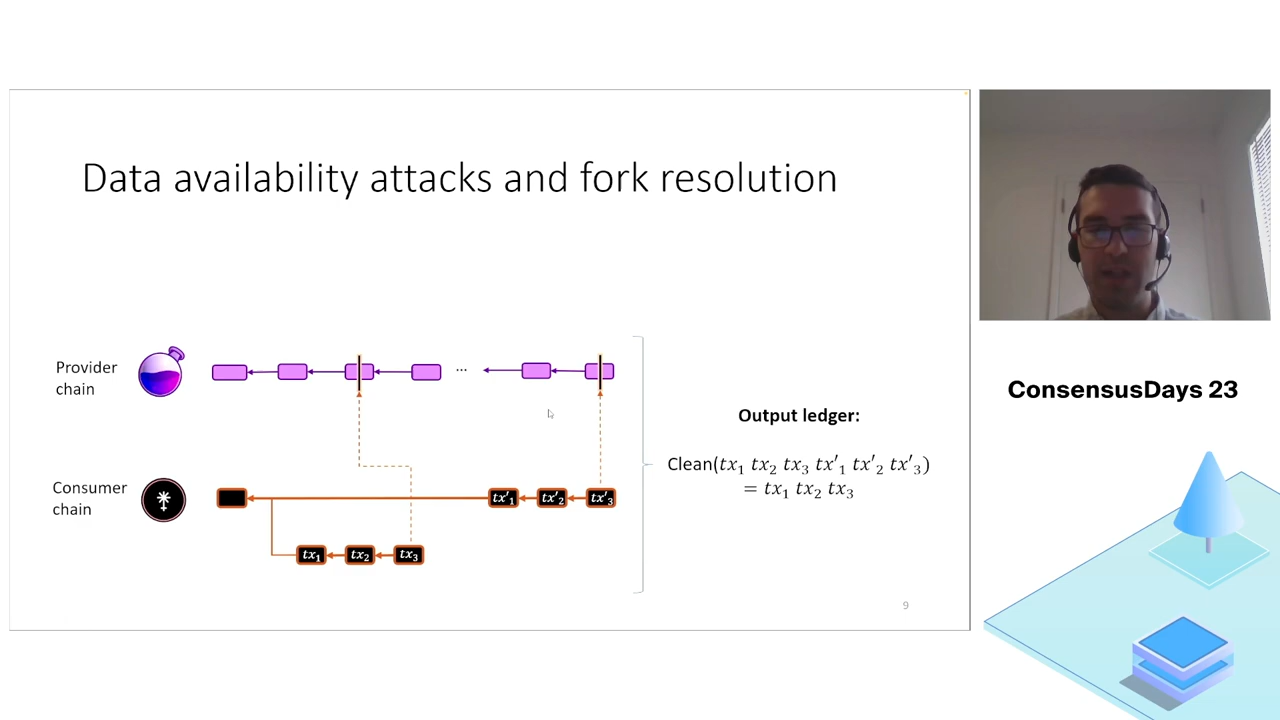 Data availability attacks and fork resolution
Provider
chain
...
Consumer
chain
tx'₁ tx'₂ tx'₃
tx₁ tx₂ tx₃
Output ledger:
Clean(tx₁ tx₂ tx₃ tx'₁ tx'₂ tx'₃)
= tx₁ tx₂ tx₃
9
ConsensusDays 23